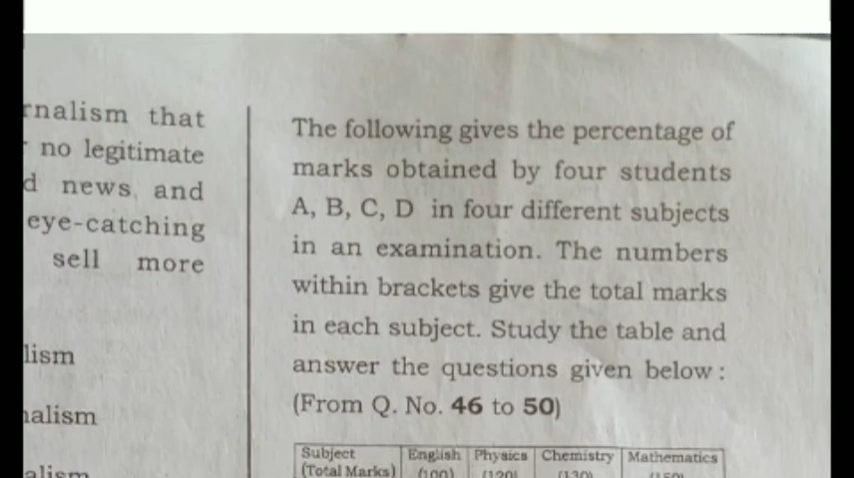 rnalism that
no legitimate
d news and
eye-catching
sell more
lism
nalism
alism
The following gives the percentage of
marks obtained by four students
A, B, C, D in four different subjects
in an examination. The numbers
within brackets give the total marks
in each subject. Study the table and
answer the questions given below :
(From Q. No. 46 to 50)
Subject English Physics Chemistry Mathematics
(Total Marks) (100) (120) (130) (150)